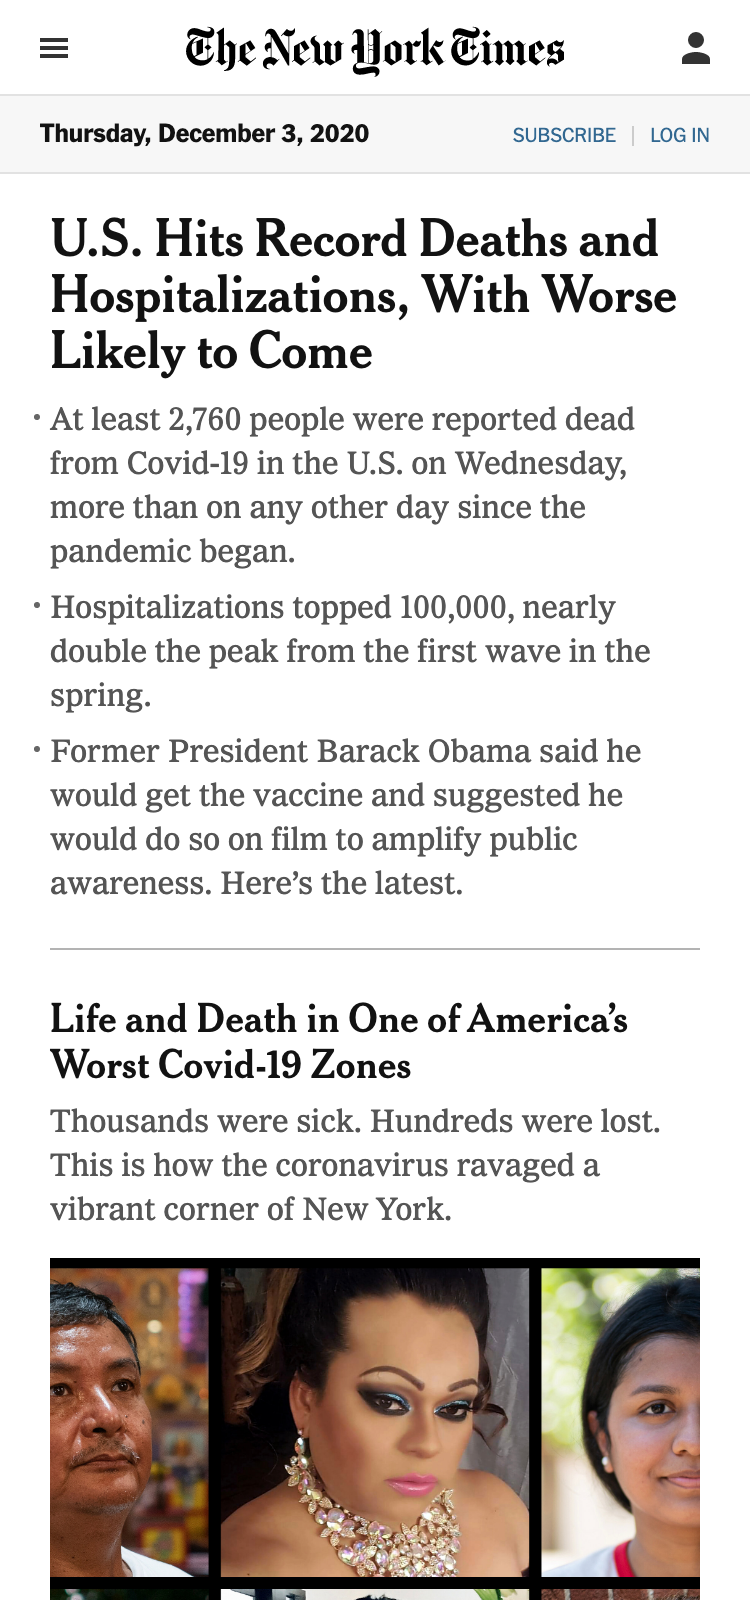 The New York Times
Thursday, December 3, 2020
SUBSCRIBE | LOG IN
U.S. Hits Record Deaths and
Hospitalizations, With Worse
Likely to Come
• At least 2,760 people were reported dead
from Covid-19 in the U.S. on Wednesday,
more than on any other day since the
pandemic began.
• Hospitalizations topped 100,000, nearly
double the peak from the first wave in the
spring.
• Former President Barack Obama said he
would get the vaccine and suggested he
would do so on film to amplify public
awareness. Here’s the latest.
Life and Death in One of America’s
Worst Covid-19 Zones
Thousands were sick. Hundreds were lost.
This is how the coronavirus ravaged a
vibrant corner of New York.